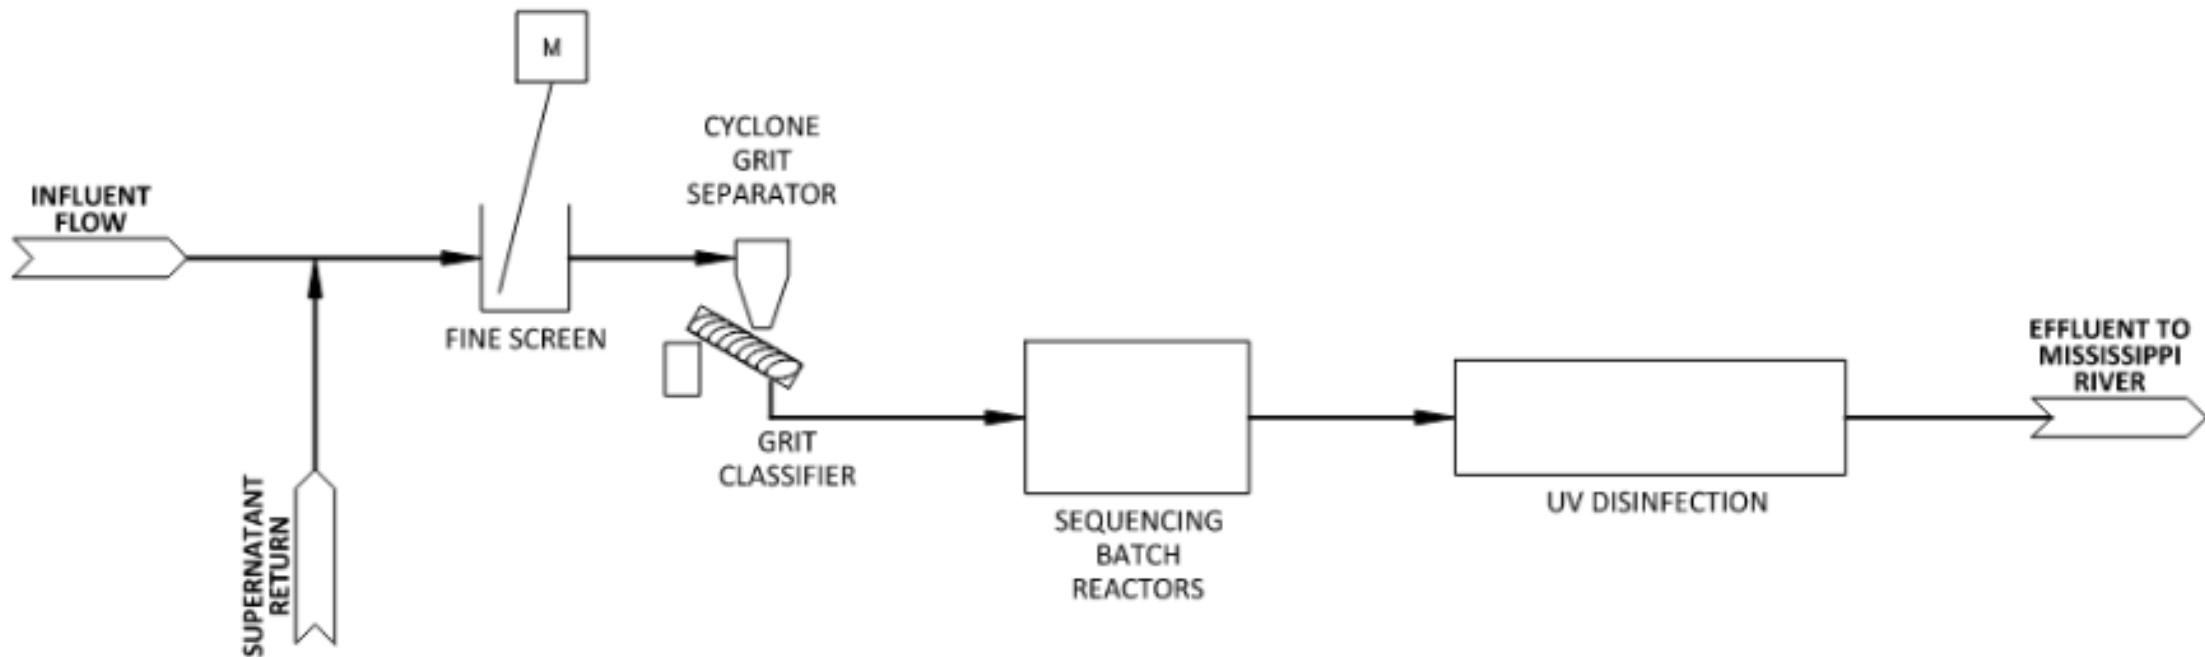 M
CYCLONE
GRIT
SEPARATOR
INFLUENT
FLOW
FINE SCREEN
SUPERNATANT
RETURN
GRIT
CLASSIFIER
SEQUENCING
BATCH
REACTORS
UV DISINFECTION
EFFLUENT TO
MISSISSIPPI
RIVER